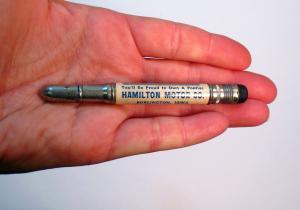 You'll Be Proud to Own A Pontiac
HAMILTON MOTOR CO.
BURLINGTON, IOWA